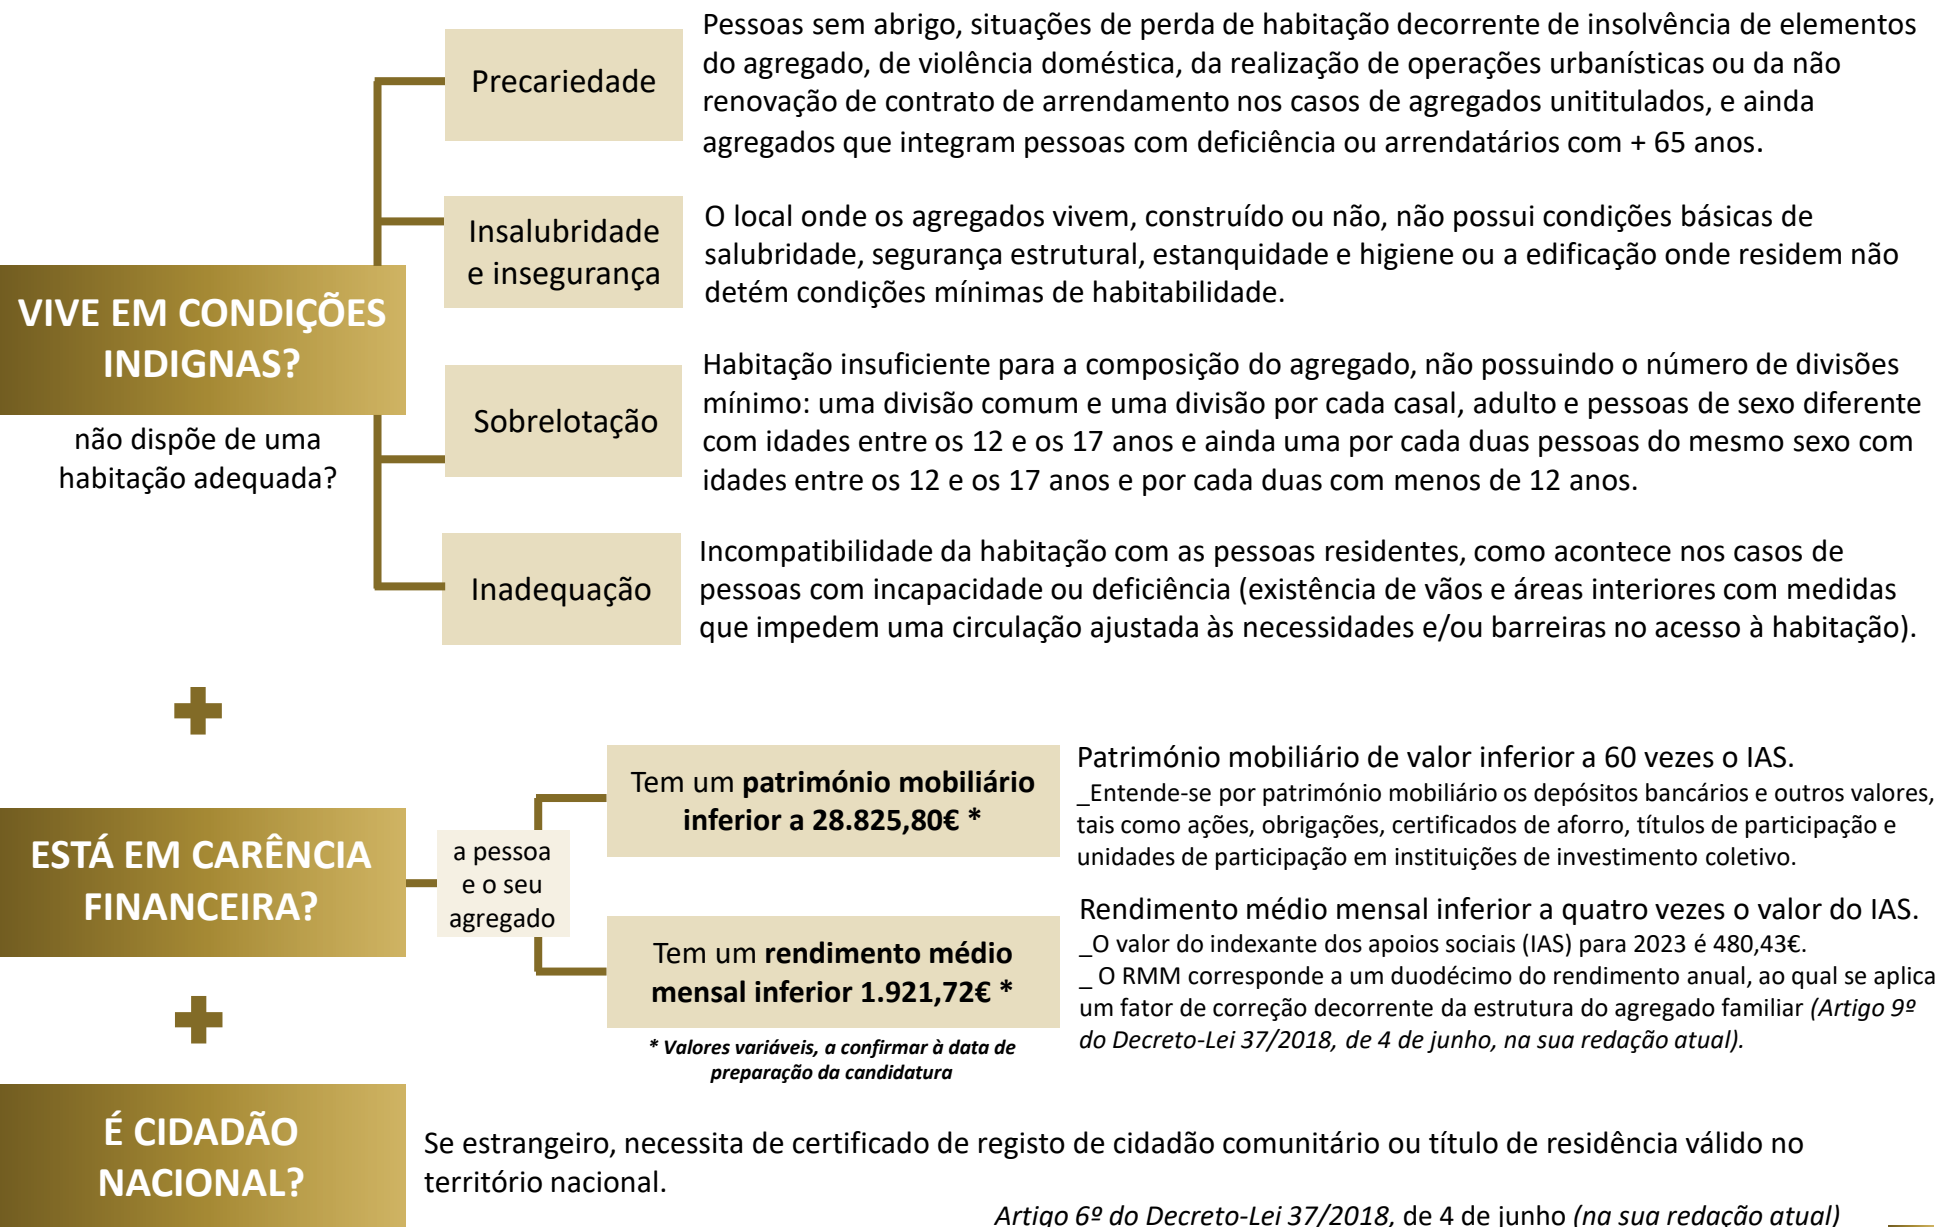 Precariedade
Pessoas sem abrigo, situações de perda de habitação decorrente de insolvência de elementos
do agregado, de violência doméstica, da realização de operações urbanísticas ou da não
renovação de contrato de arrendamento nos casos de agregados unititulados, e ainda
agregados que integram pessoas com deficiência ou arrendatários com + 65 anos.
Insalubridade
e insegurança
O local onde os agregados vivem, construído ou não, não possui condições básicas de
salubridade, segurança estrutural, estanquidade e higiene ou a edificação onde residem não
detém condições mínimas de habitabilidade.
VIVE EM CONDIÇÕES
INDIGNAS?
não dispõe de uma
habitação adequada?
Sobrelotação
Habitação insuficiente para a composição do agregado, não possuindo o número de divisões
mínimo: uma divisão comum e uma divisão por cada casal, adulto e pessoas de sexo diferente
com idades entre os 12 e os 17 anos e ainda uma por cada duas pessoas do mesmo sexo com
idades entre os 12 e os 17 anos e por cada duas com menos de 12 anos.
Inadequação
Incompatibilidade da habitação com as pessoas residentes, como acontece nos casos de
pessoas com incapacidade ou deficiência (existência de vãos e áreas interiores com medidas
que impedem uma circulação ajustada às necessidades e/ou barreiras no acesso à habitação).
ESTÁ EM CARÊNCIA
FINANCEIRA?
a pessoa
e o seu
agregado
Tem um património mobiliário
inferior a 28.825,80€ *
Património mobiliário de valor inferior a 60 vezes o IAS.
_Entende-se por património mobiliário os depósitos bancários e outros valores,
tais como ações, obrigações, certificados de aforro, títulos de participação e
unidades de participação em instituições de investimento coletivo.
Tem um rendimento médio
mensal inferior 1.921,72€ *
Rendimento médio mensal inferior a quatro vezes o valor do IAS.
_O valor do indexante dos apoios sociais (IAS) para 2023 é 480,43€.
_ O RMM corresponde a um duodécimo do rendimento anual, ao qual se aplica
um fator de correção decorrente da estrutura do agregado familiar (Artigo 9º
do Decreto-Lei 37/2018, de 4 de junho, na sua redação atual).
* Valores variáveis, a confirmar à data de
preparação da candidatura
É CIDADÃO
NACIONAL?
Se estrangeiro, necessita de certificado de registo de cidadão comunitário ou título de residência válido no
território nacional.
Artigo 6º do Decreto-Lei 37/2018, de 4 de junho (na sua redação atual)